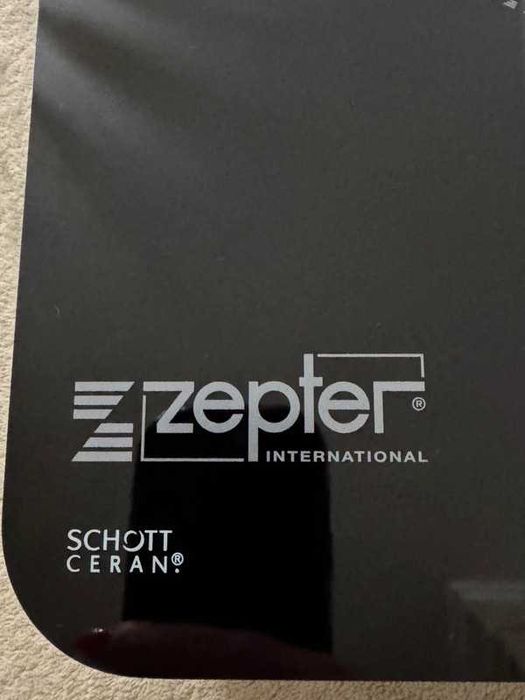 zepter®
INTERNATIONAL
SCHOTT
CERAN®